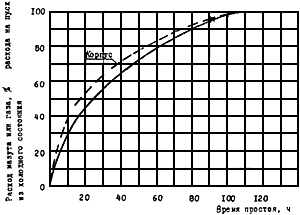 Расход мазута или газа, % расхода на пуск
из холодного состояния
100
80
60
40
20
0
Корпус
20 40 60 80 100 120
Время простоя, ч